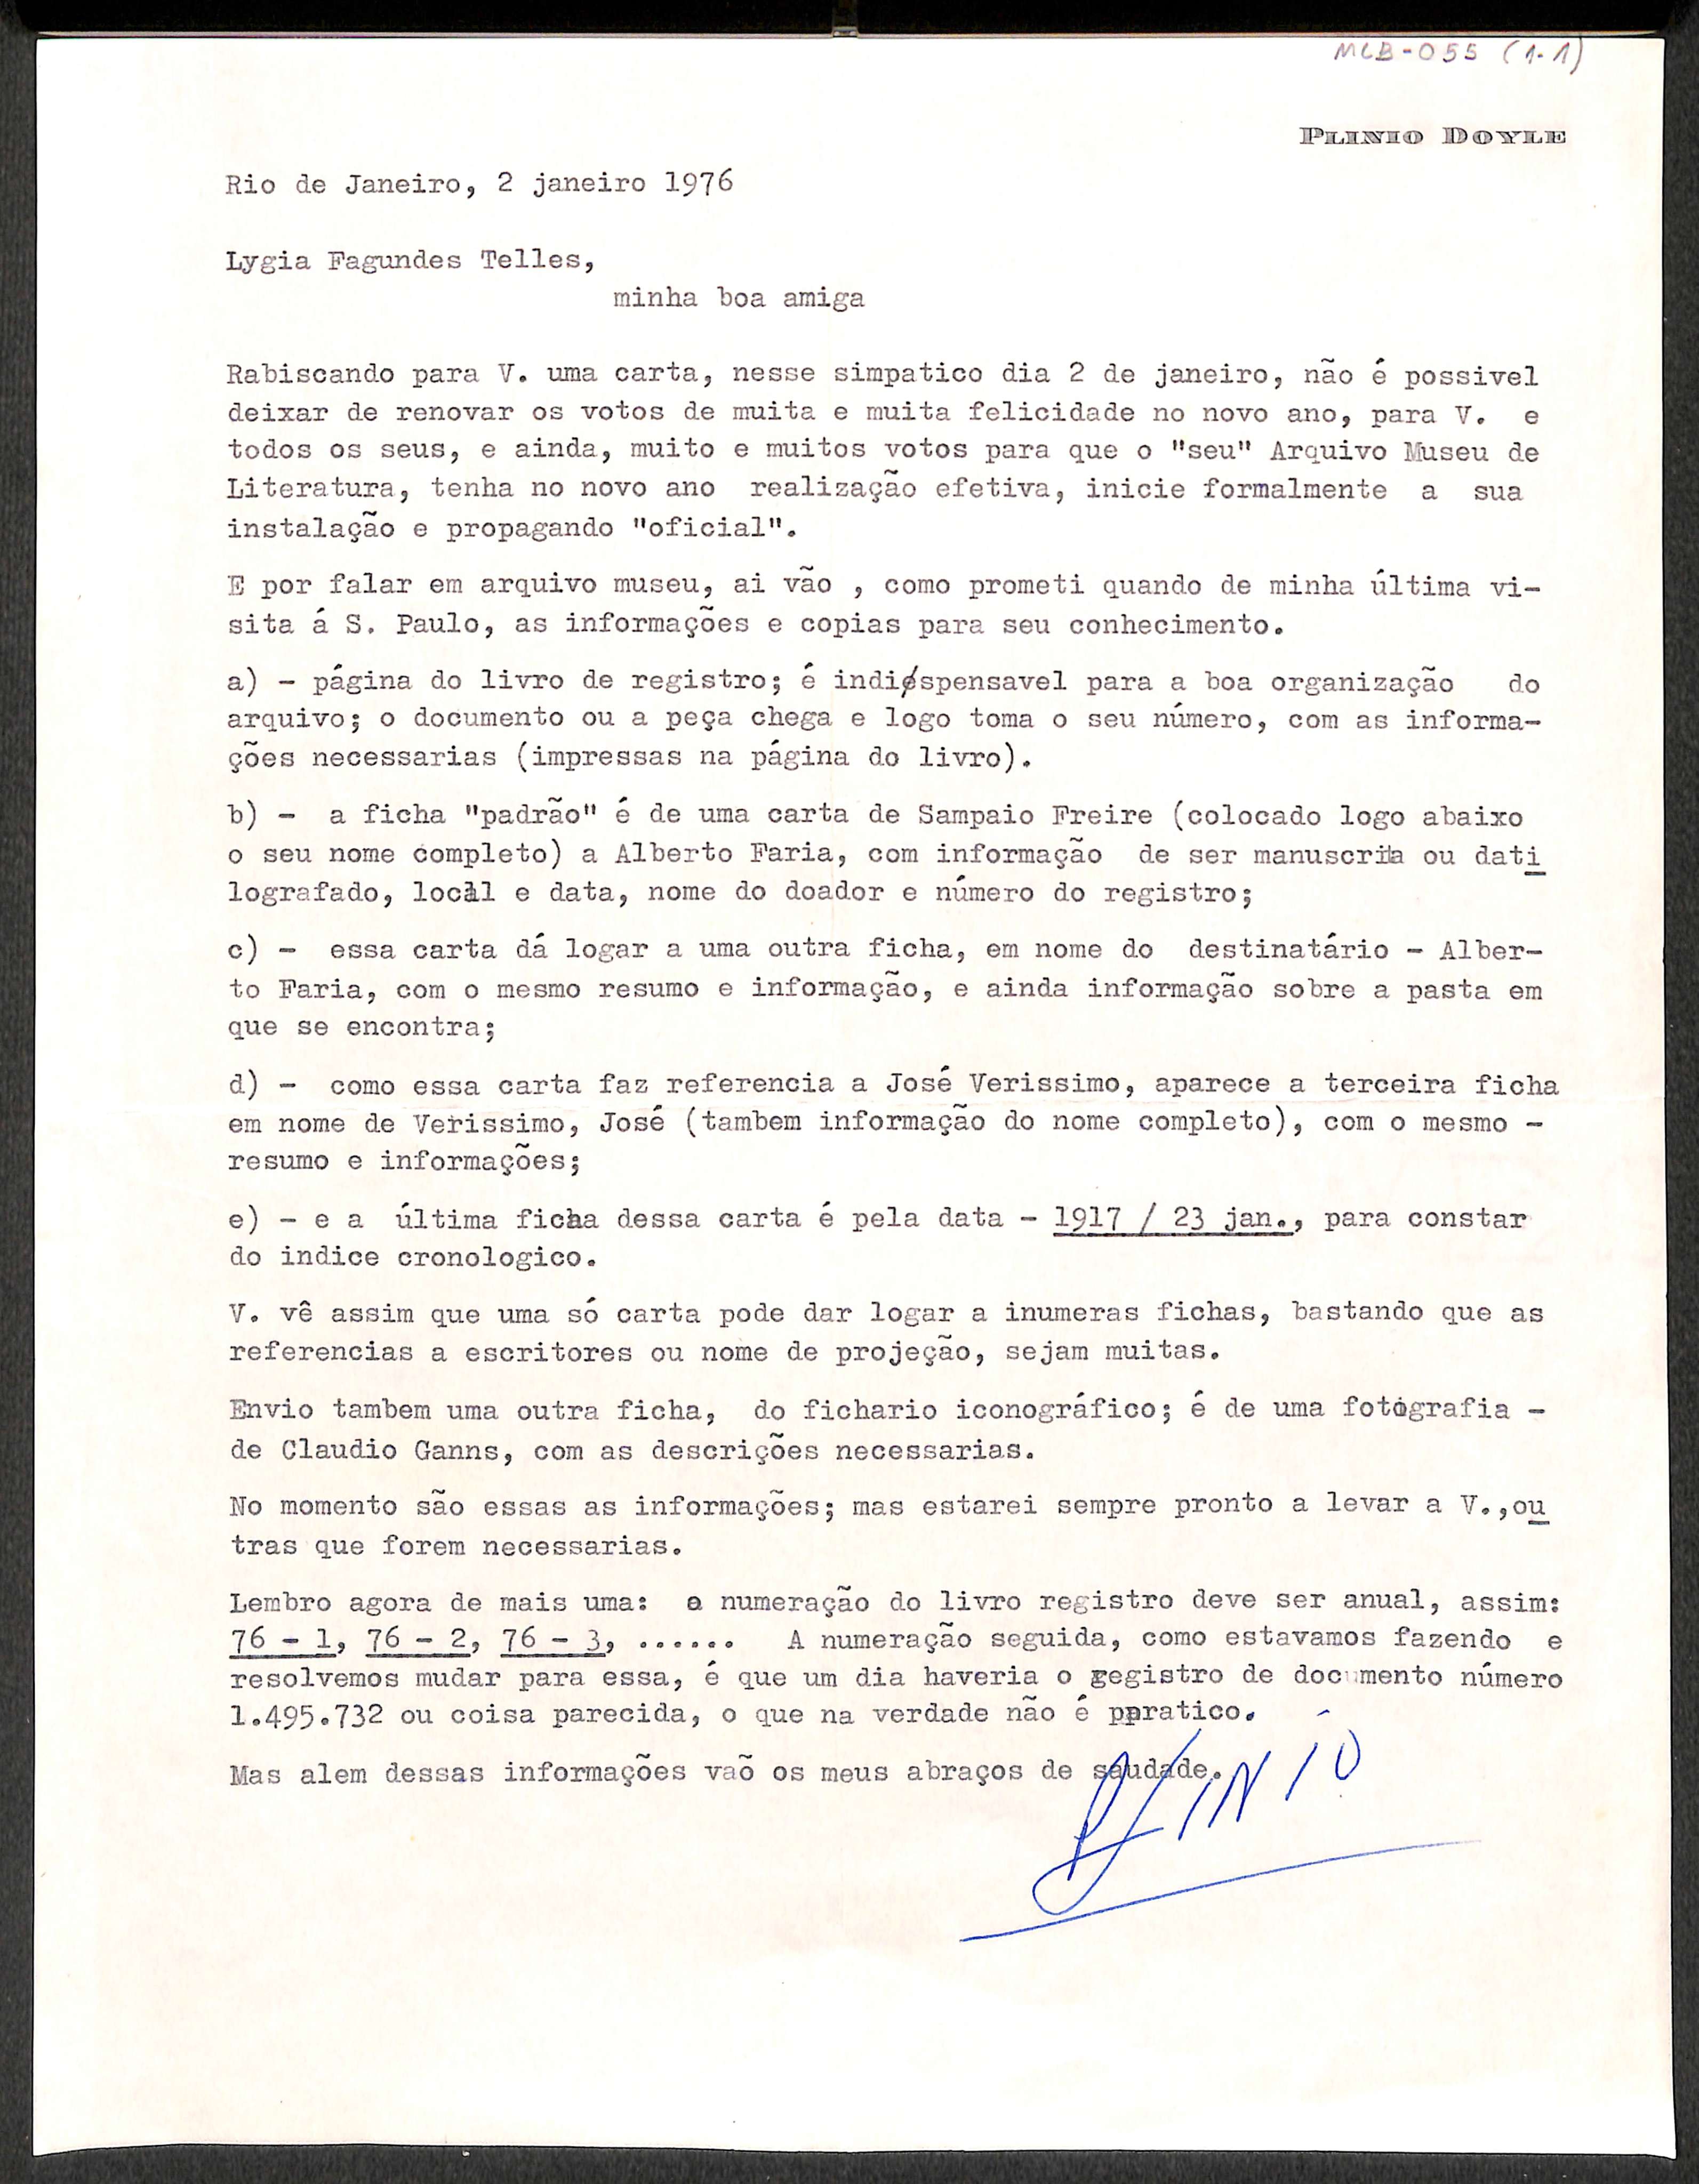 MLB-055 (1-1)
PLINIO DOYLE
Rio de Janeiro, 2 janeiro 1976
Lygia Fagundes Telles,
minha boa amiga
Rabiscando para V. uma carta, nesse simpatico dia 2 de janeiro, não é possivel
deixar de renovar os votos de muita e muita felicidade no novo ano, para V. e
todos os seus, e ainda, muito e muitos votos para que o "seu" Arquivo Museu de
Literatura, tenha no novo ano realização efetiva, inicie formalmente a sua
instalação e propagando "oficial".
E por falar em arquivo museu, ai vão , como prometi quando de minha última vi-
sita á S. Paulo, as informações e copias para seu conhecimento.
a) - página do livro de registro; é indispensavel para a boa organização do
arquivo; o documento ou a peça chega e logo toma o seu número, com as informa-
ções necessarias (impressas na página do livro).
b) - a ficha "padrão" é de uma carta de Sampaio Freire (colocado logo abaixo
o seu nome completo) a Alberto Faria, com informação de ser manuscrita ou dati
lografado, local e data, nome do doador e número do registro;
c) - essa carta dá logar a uma outra ficha, em nome do destinatário - Alber-
to Faria, com o mesmo resumo e informação, e ainda informação sobre a pasta em
que se encontra;
d) - como essa carta faz referencia a José Verissimo, aparece a terceira ficha
em nome de Verissimo, José (tambem informação do nome completo), com o mesmo -
resumo e informações;
e) - e a última ficha dessa carta é pela data - 1917 / 23 jan., para constar
do indice cronologico.
V. vê assim que uma só carta pode dar logar a inumeras fichas, bastando que as
referencias a escritores ou nome de projeção, sejam muitas.
Envio tambem uma outra ficha, do fichario iconográfico; é de uma fotografia -
de Claudio Ganns, com as descrições necessarias.
No momento são essas as informações; mas estarei sempre pronto a levar a V.,ou
tras que forem necessarias.
Lembro agora de mais uma: a numeração do livro registro deve ser anual, assim:
76 - 1, 76 - 2, 76 - 3, ...... A numeração seguida, como estavamos fazendo e
resolvemos mudar para essa, é que um dia haveria o registro de documento número
1.495.732 ou coisa parecida, o que na verdade não é ppratico.
Mas alem dessas informações vaõ os meus abraços de saudade.
PLINIO